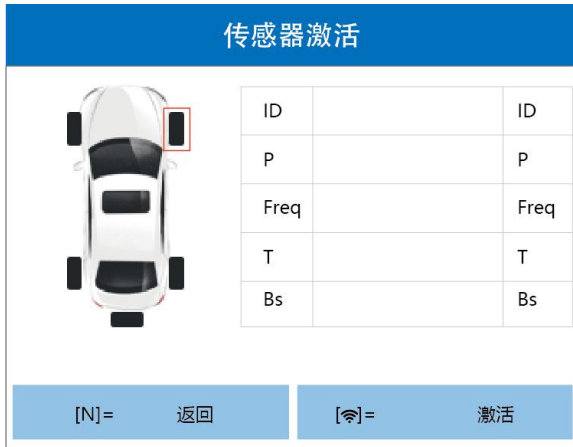 传感器激活
ID ID
P P
Freq Freq
T T
Bs Bs
[N]= 返回 []= 激活